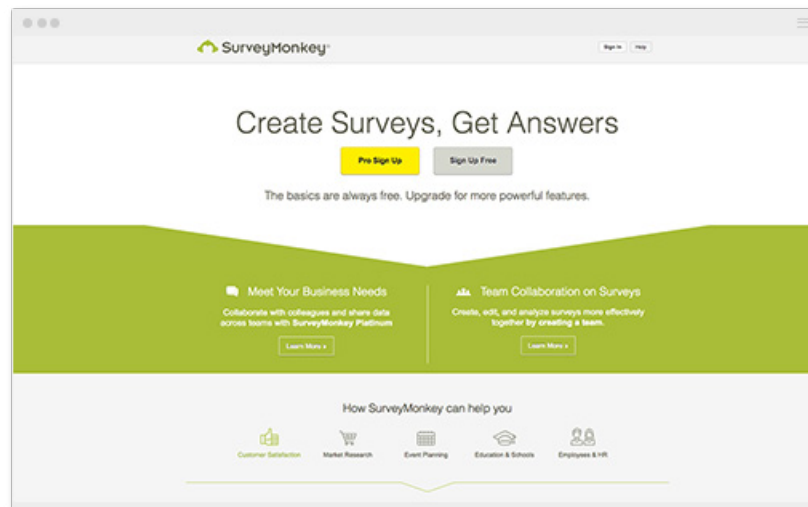 SurveyMonkey®
Sign In Help
Create Surveys, Get Answers
Pro Sign Up Sign Up Free
The basics are always free. Upgrade for more powerful features.
Meet Your Business Needs
Collaborate with colleagues and share data
across teams with SurveyMonkey Platinum
Learn More »
Team Collaboration on Surveys
Create, edit, and analyze surveys more effectively
together by creating a team.
Learn More »
How SurveyMonkey can help you
Customer Satisfaction Market Research Event Planning Education & Schools Employees & HR